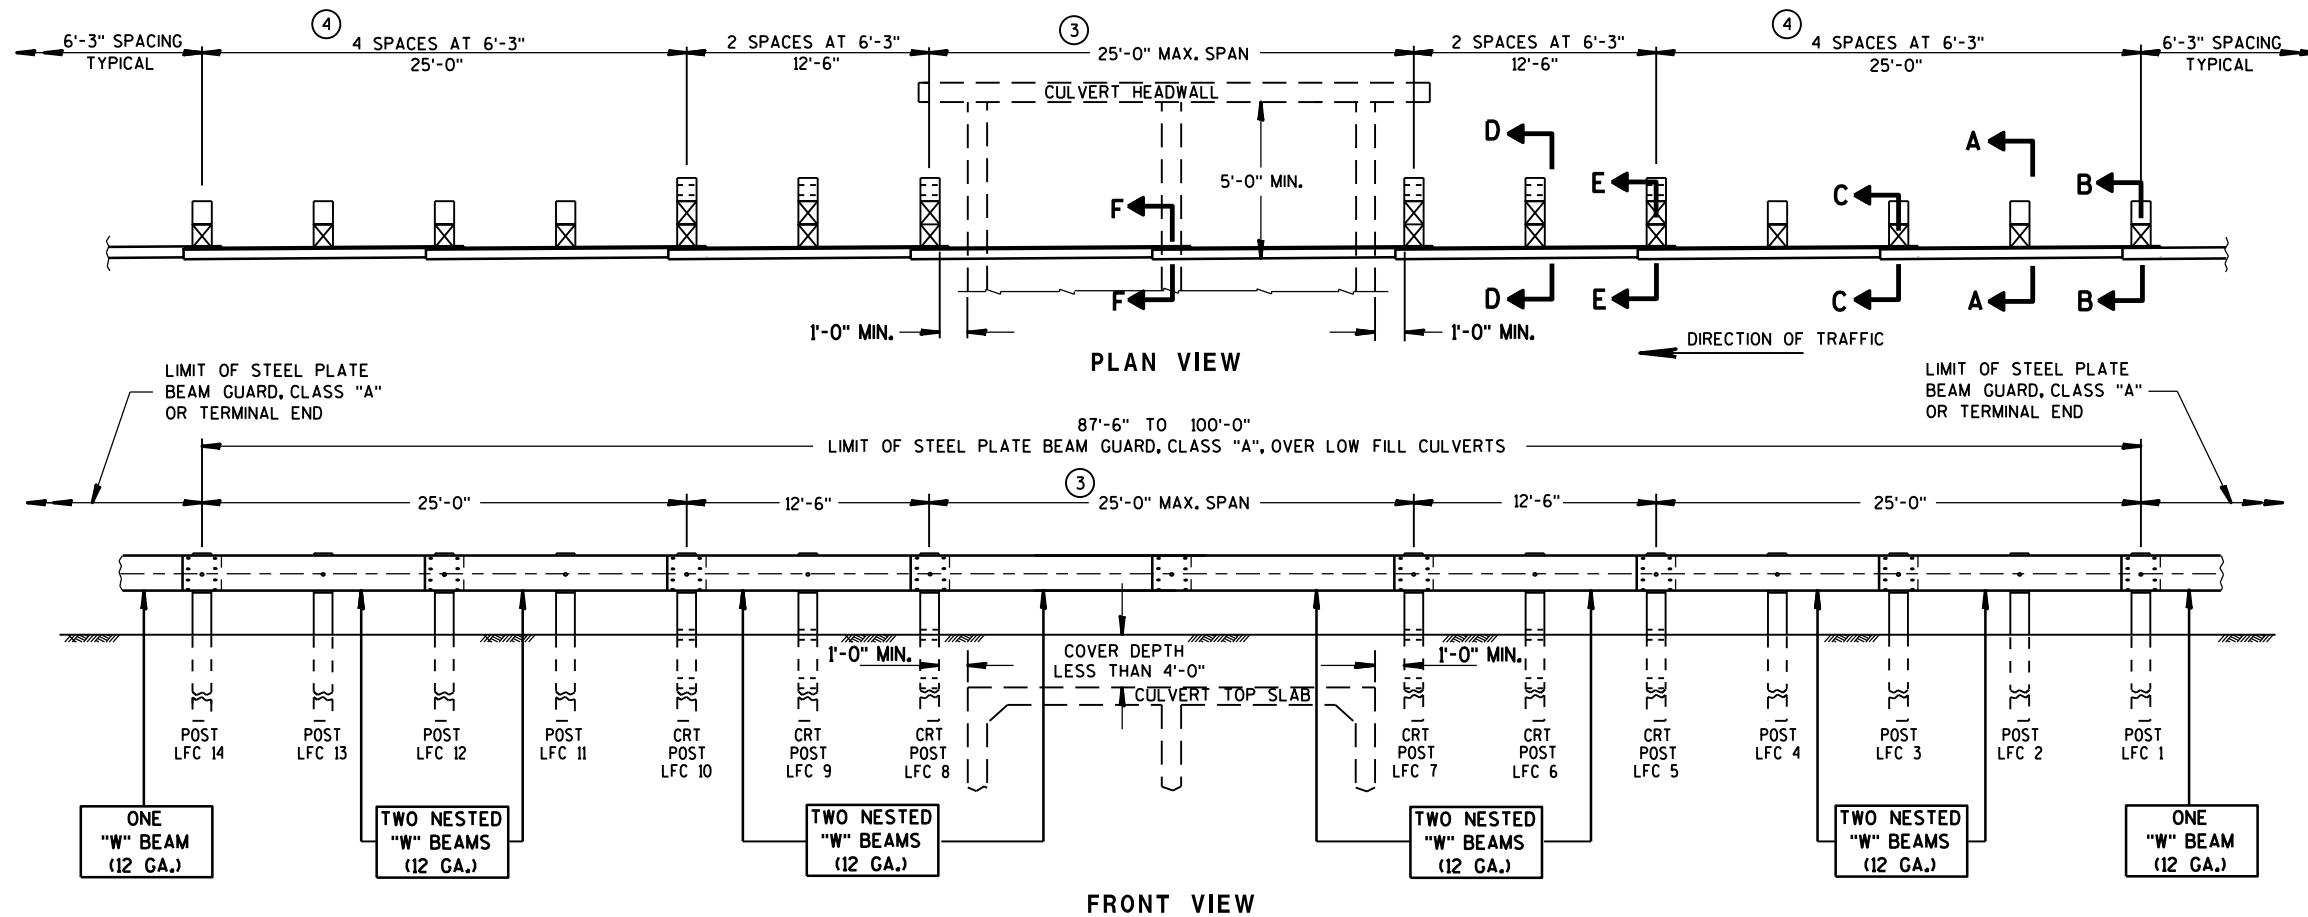 4
3
4
6'-3" SPACING
TYPICAL
4 SPACES AT 6'-3"
25'-0"
2 SPACES AT 6'-3"
12'-6"
25'-0" MAX. SPAN
2 SPACES AT 6'-3"
12'-6"
4 SPACES AT 6'-3"
25'-0"
6'-3" SPACING
TYPICAL
CULVERT HEADWALL
5'-0" MIN.
D
A
E
B
C
F
F
D
E
C
A
B
1'-0" MIN.
1'-0" MIN.
PLAN VIEW
DIRECTION OF TRAFFIC
LIMIT OF STEEL PLATE
BEAM GUARD, CLASS "A"
OR TERMINAL END
LIMIT OF STEEL PLATE
BEAM GUARD, CLASS "A"
OR TERMINAL END
87'-6" TO 100'-0"
LIMIT OF STEEL PLATE BEAM GUARD, CLASS "A", OVER LOW FILL CULVERTS
3
25'-0"
12'-6"
25'-0" MAX. SPAN
12'-6"
25'-0"
1'-0" MIN.
COVER DEPTH
LESS THAN 4'-0"
1'-0" MIN.
CULVERT TOP SLAB
POST
LFC 14
POST
LFC 13
POST
LFC 12
POST
LFC 11
CRT
POST
LFC 10
CRT
POST
LFC 9
CRT
POST
LFC 8
CRT
POST
LFC 7
CRT
POST
LFC 6
CRT
POST
LFC 5
POST
LFC 4
POST
LFC 3
POST
LFC 2
POST
LFC 1
ONE
"W" BEAM
(12 GA.)
TWO NESTED
"W" BEAMS
(12 GA.)
TWO NESTED
"W" BEAMS
(12 GA.)
TWO NESTED
"W" BEAMS
(12 GA.)
TWO NESTED
"W" BEAMS
(12 GA.)
ONE
"W" BEAM
(12 GA.)
FRONT VIEW